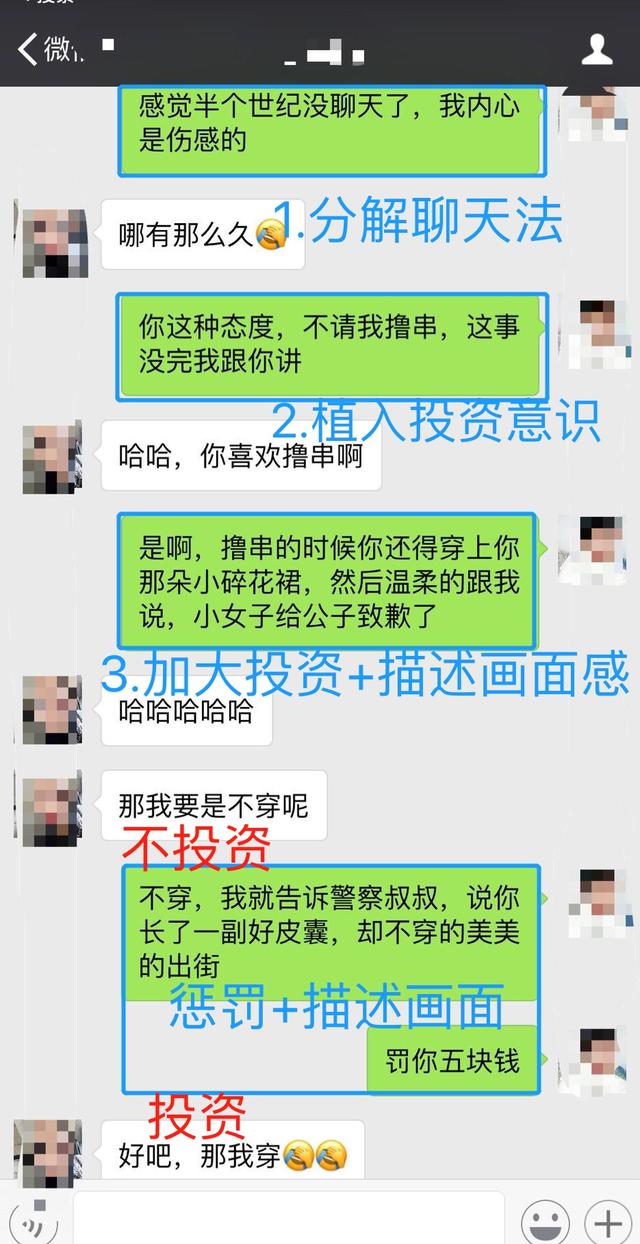 微信
感觉半个世纪没聊天了，我内心
是伤感的
哪有那么久
1.分解聊天法
你这种态度，不请我撸串，这事
没完我跟你讲
2.植入投资意识
哈哈，你喜欢撸串啊
是啊，撸串的时候你还得穿上你
那朵小碎花裙，然后温柔的跟我
说，小女子给公子致歉了
3.加大投资+描述画面感
哈哈哈哈哈
那我要是不穿呢
不投资
不穿，我就告诉警察叔叔，说你
长了一副好皮囊，却不穿的美美
的出街
惩罚+描述画面
罚你五块钱
投资
好吧，那我穿